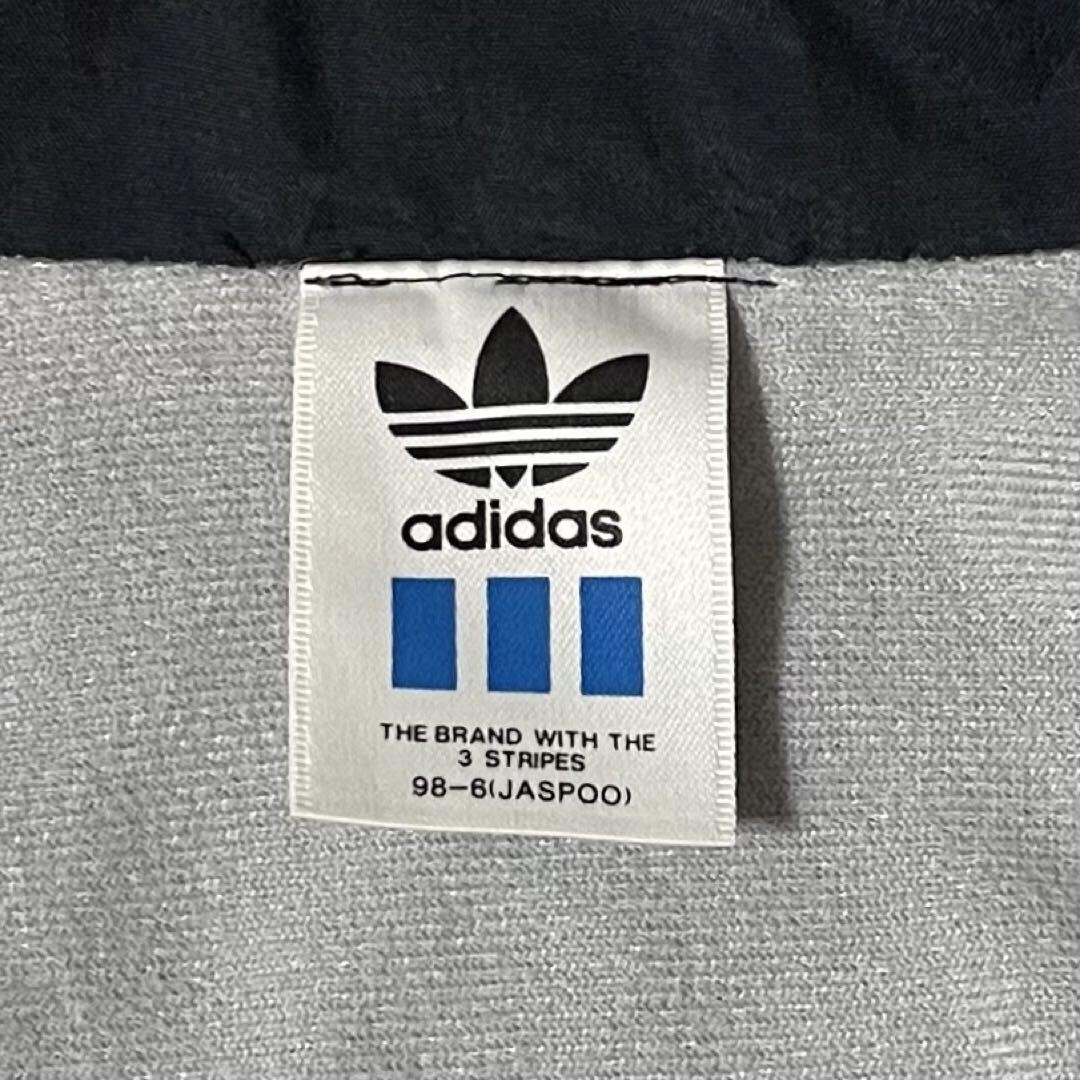 adidas
THE BRAND WITH THE
3 STRIPES
98-6(JASPOO)